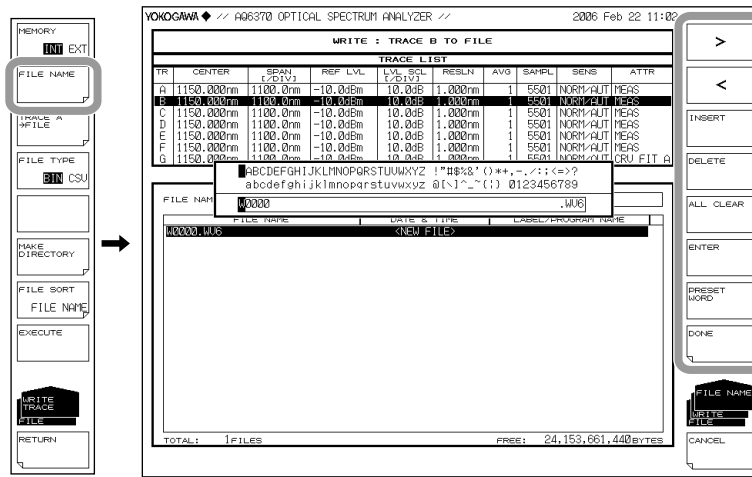 MEMORY
INT EXT
FILE NAME
TRACE A
→FILE
FILE TYPE
BIN CSV
MAKE
DIRECTORY
FILE SORT
FILE NAME
EXECUTE
WRITE
TRACE
FILE
RETURN
YOKOGAWA ◆ // AQ6370 OPTICAL SPECTRUM ANALYZER // 2006 Feb 22 11:02
WRITE : TRACE B TO FILE
TRACE LIST
TR CENTER SPAN [/DIV] REF LVL LVL SCL [/DIV] RESLN AVG SAMPL SENS ATTR
A 1150.000nm 1100.0nm -10.0dBm 10.0dB 1.000nm 1 5501 NORM/AUT MEAS
B 1150.000nm 1100.0nm -10.0dBm 10.0dB 1.000nm 1 5501 NORM/AUT MEAS
C 1150.000nm 1100.0nm -10.0dBm 10.0dB 1.000nm 1 5501 NORM/AUT MEAS
D 1150.000nm 1100.0nm -10.0dBm 10.0dB 1.000nm 1 5501 NORM/AUT MEAS
E 1150.000nm 1100.0nm -10.0dBm 10.0dB 1.000nm 1 5501 NORM/AUT MEAS
F 1150.000nm 1100.0nm -10.0dBm 10.0dB 1.000nm 1 5501 NORM/AUT MEAS
G 1150.000nm 1100.0nm -10.0dBm 10.0dB 1.000nm 1 5501 NORM/AUT CRV FIT A
ABCDEFGHIJKLMNOPQRSTUVWXYZ !"#$%&'()*+,-./:;<=>?
abcdefghijklmnopqrstuvwxyz @[\]^_~{¦} 0123456789
FILE NAM
W0000 .WV6
FILE NAME DATE & TIME LABEL/PROGRAM NAME
W0000.WV6 <NEW FILE>
TOTAL: 1FILES FREE: 24,153,661,440BYTES
>
<
INSERT
DELETE
ALL CLEAR
ENTER
PRESET
WORD
DONE
FILE NAME
WRITE
FILE
CANCEL